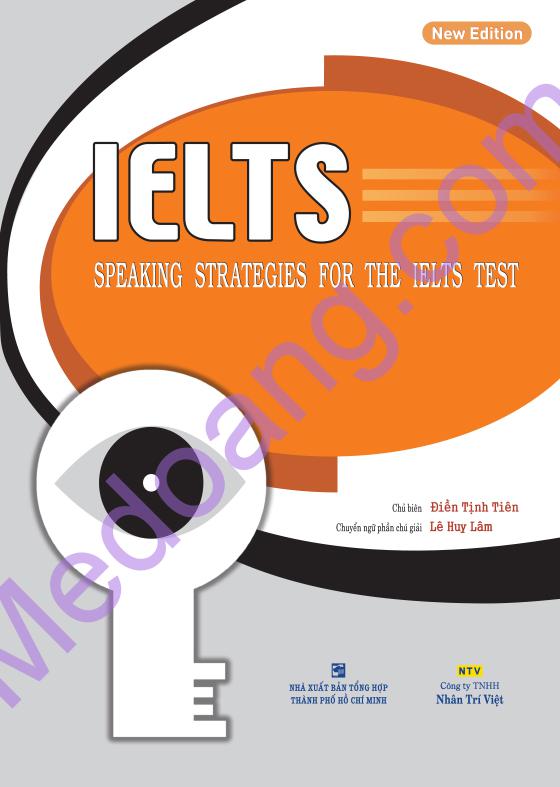 New Edition
IELTS
SPEAKING STRATEGIES FOR THE IELTS TEST
Chủ biên Điền Tịnh Tiên
Chuyển ngữ phần chú giải Lê Huy Lâm
NHÀ XUẤT BẢN TỔNG HỢP
THÀNH PHỐ HỒ CHÍ MINH
NTV
Công ty TNHH
Nhân Trí Việt
Medoang.com